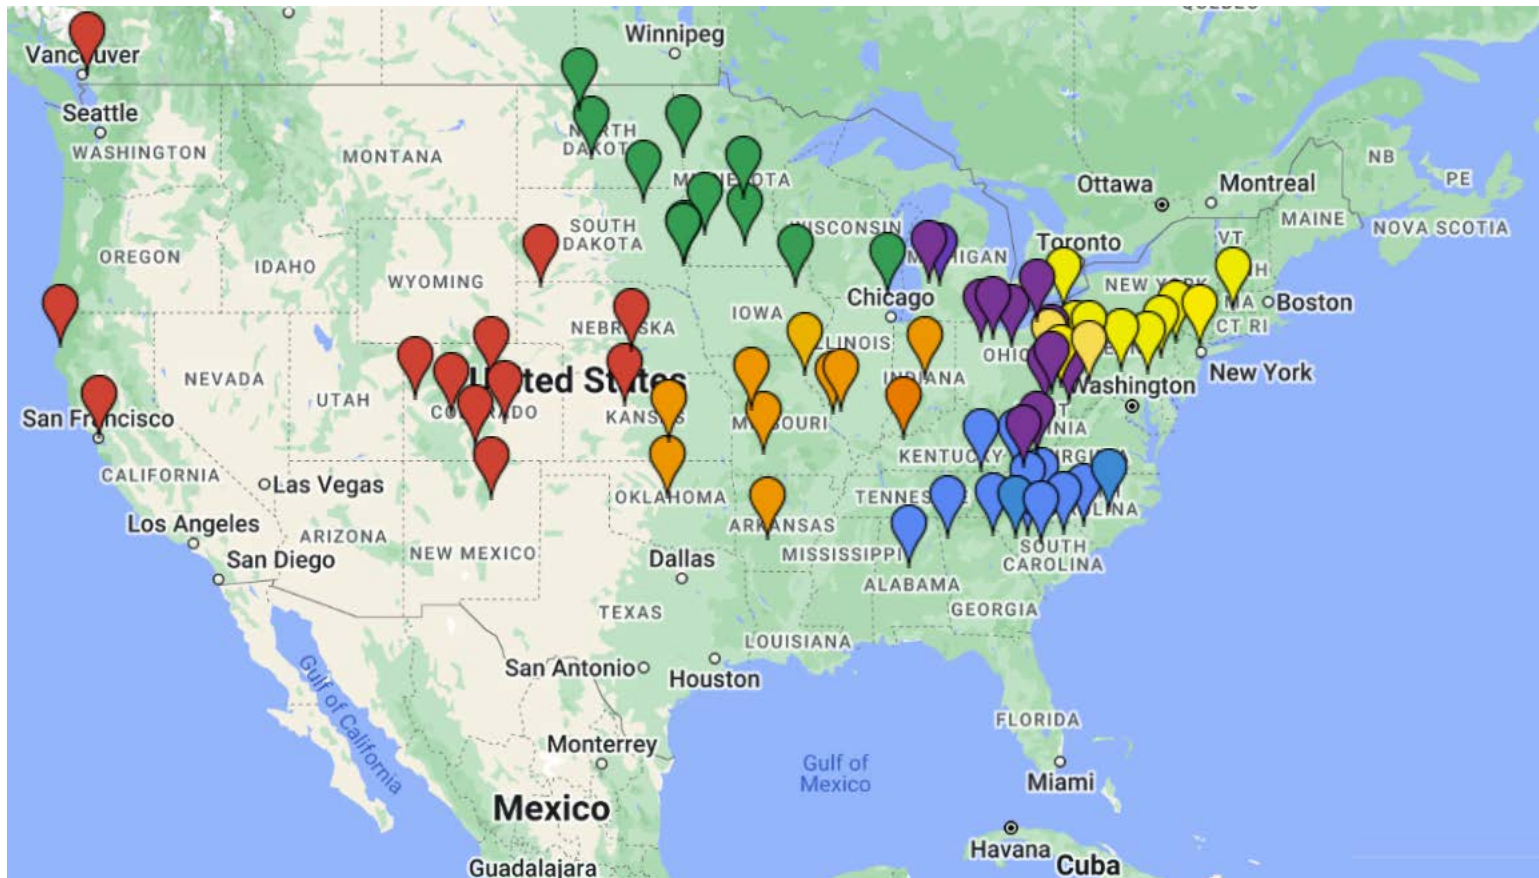 QUEBEC
Winnipeg
Vancouver
Seattle
WASHINGTON
MONTANA
NORTH
DAKOTA
MINNESOTA
Ottawa
Montreal
NB
PE
MAINE
NOVA SCOTIA
VT
NH
Toronto
OREGON
IDAHO
WYOMING
SOUTH
DAKOTA
WISCONSIN
MICHIGAN
NEW YORK
MA
Boston
CT RI
Chicago
IOWA
NEBRASKA
ILLINOIS
INDIANA
OHIO
New York
Washington
NEVADA
UTAH
COLORADO
United States
KANSAS
MISSOURI
San Francisco
CALIFORNIA
Las Vegas
KENTUCKY
Los Angeles
San Diego
ARIZONA
NEW MEXICO
OKLAHOMA
ARKANSAS
TENNESSEE
MISSISSIPPI
Dallas
ALABAMA
SOUTH
CAROLINA
GEORGIA
TEXAS
LOUISIANA
San Antonio
Houston
Gulf of California
FLORIDA
Monterrey
Gulf of
Mexico
Miami
Mexico
Havana
Cuba
Guadalajara